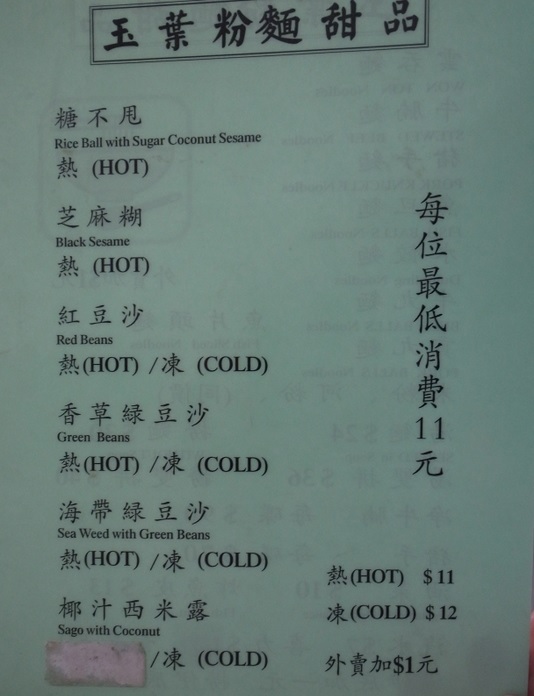 玉葉粉麵甜品
糖不甩
Rice Ball with Sugar Coconut Sesame
熱 (HOT)
芝麻糊
Black Sesame
熱 (HOT)
紅豆沙
Red Beans
熱(HOT) /凍 (COLD)
香草綠豆沙
Green Beans
熱(HOT) /凍 (COLD)
海帶綠豆沙
Sea Weed with Green Beans
熱(HOT) /凍 (COLD)
椰汁西米露
Sago with Coconut
/凍 (COLD)
每位最低消費11元
熱(HOT) $11
凍(COLD) $12
外賣加$1元